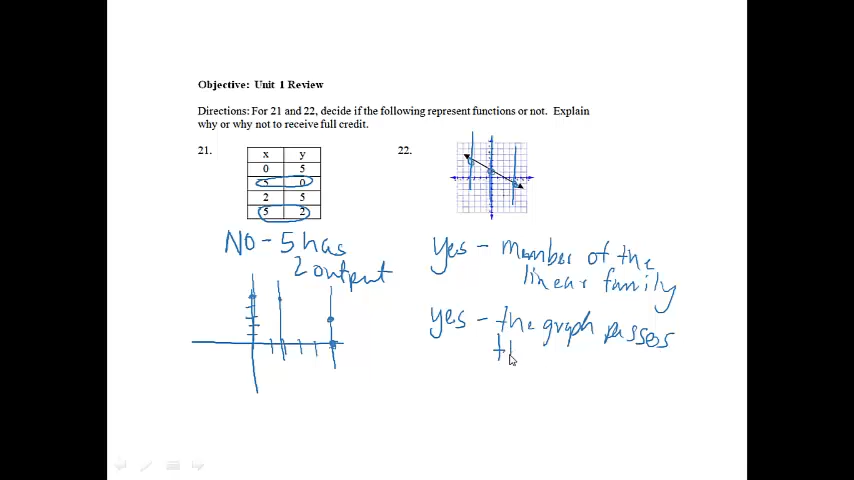 Objective: Unit 1 Review
Directions: For 21 and 22, decide if the following represent functions or not. Explain
why or why not to receive full credit.
21.
22.
x y
0 5
5 0
2 5
5 2
NO - 5 has
2 output
yes - member of the
linear family
yes - the graph passes
th